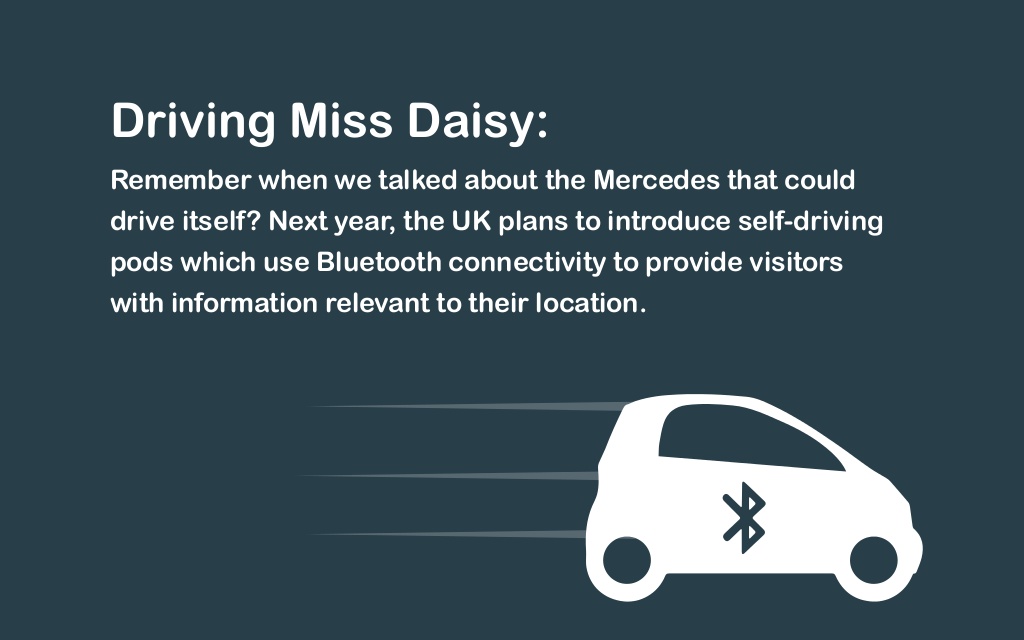 Driving Miss Daisy:
Remember when we talked about the Mercedes that could
drive itself? Next year, the UK plans to introduce self-driving
pods which use Bluetooth connectivity to provide visitors
with information relevant to their location.